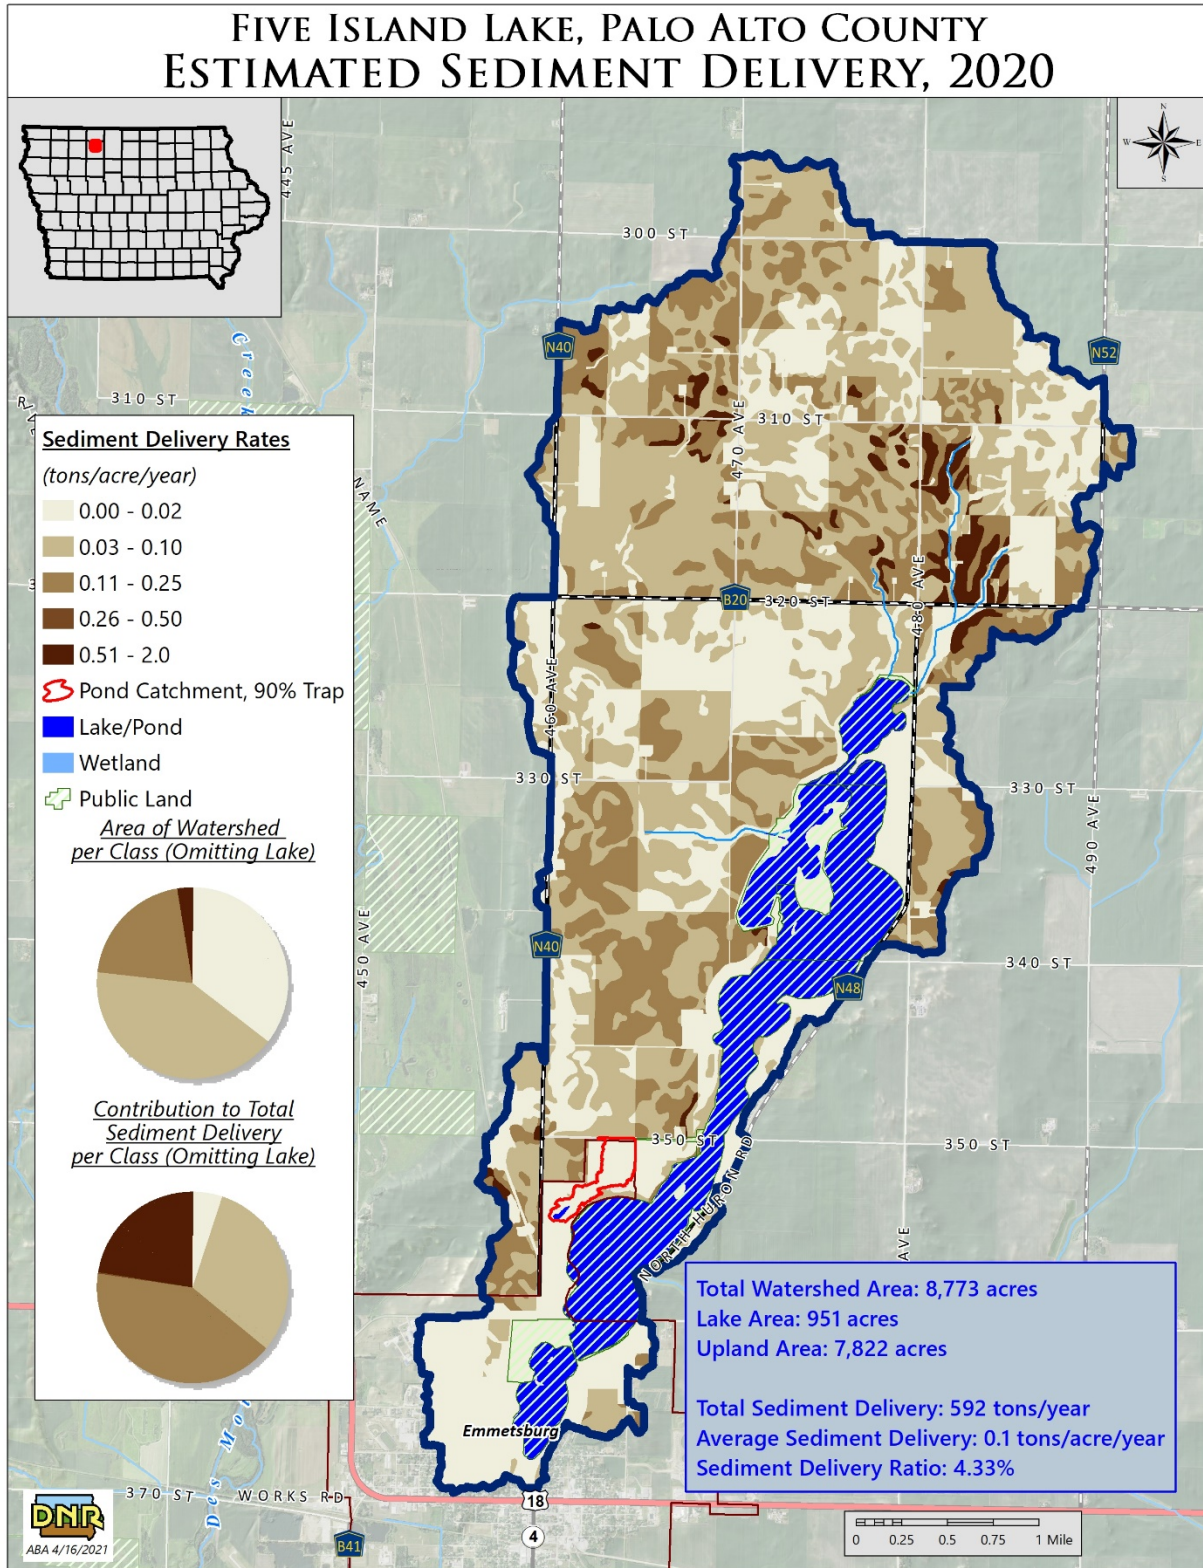 FIVE ISLAND LAKE, PALO ALTO COUNTY
ESTIMATED SEDIMENT DELIVERY, 2020
N
W
E
S
445 AVE
300 ST
N40
N52
Creek
310 ST
310 ST
470 AVE
NAME
Sediment Delivery Rates
(tons/acre/year)
0.00 - 0.02
0.03 - 0.10
0.11 - 0.25
0.26 - 0.50
0.51 - 2.0
Pond Catchment, 90% Trap
Lake/Pond
Wetland
Public Land
Area of Watershed
per Class (Omitting Lake)
Contribution to Total
Sediment Delivery
per Class (Omitting Lake)
480 AVE
B20
320 ST
460 AVE
330 ST
330 ST
490 AVE
450 AVE
N40
340 ST
N48
350 ST
350 ST
NORTH HURON RD
AVE
Total Watershed Area: 8,773 acres
Lake Area: 951 acres
Upland Area: 7,822 acres
Total Sediment Delivery: 592 tons/year
Average Sediment Delivery: 0.1 tons/acre/year
Sediment Delivery Ratio: 4.33%
Emmetsburg
Des Mo
370 ST
WORKS RD
18
4
B41
DNR
ABA 4/16/2021
0 0.25 0.5 0.75 1 Mile